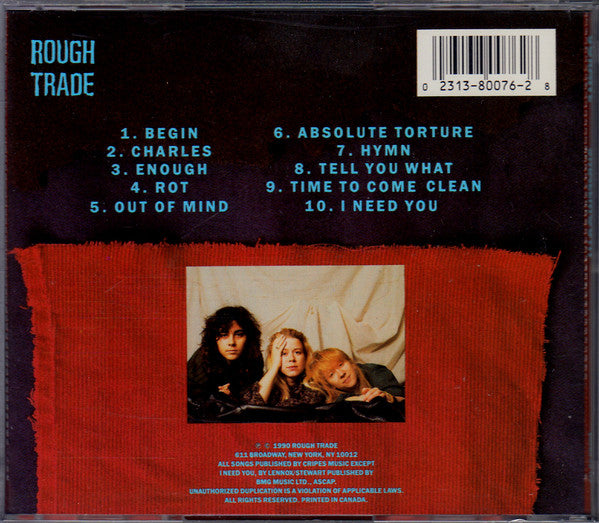 ROUGH
TRADE
0 2313-80076-2 8
1. BEGIN
2. CHARLES
3. ENOUGH
4. ROT
5. OUT OF MIND
6. ABSOLUTE TORTURE
7. HYMN
8. TELL YOU WHAT
9. TIME TO COME CLEAN
10. I NEED YOU
℗ © 1990 ROUGH TRADE
611 BROADWAY, NEW YORK, NY 10012
ALL SONGS PUBLISHED BY CRIPES MUSIC EXCEPT
I NEED YOU, BY LENNOX/STEWART PUBLISHED BY
BMG MUSIC LTD., ASCAP.
UNAUTHORIZED DUPLICATION IS A VIOLATION OF APPLICABLE LAWS.
ALL RIGHTS RESERVED. PRINTED IN CANADA.